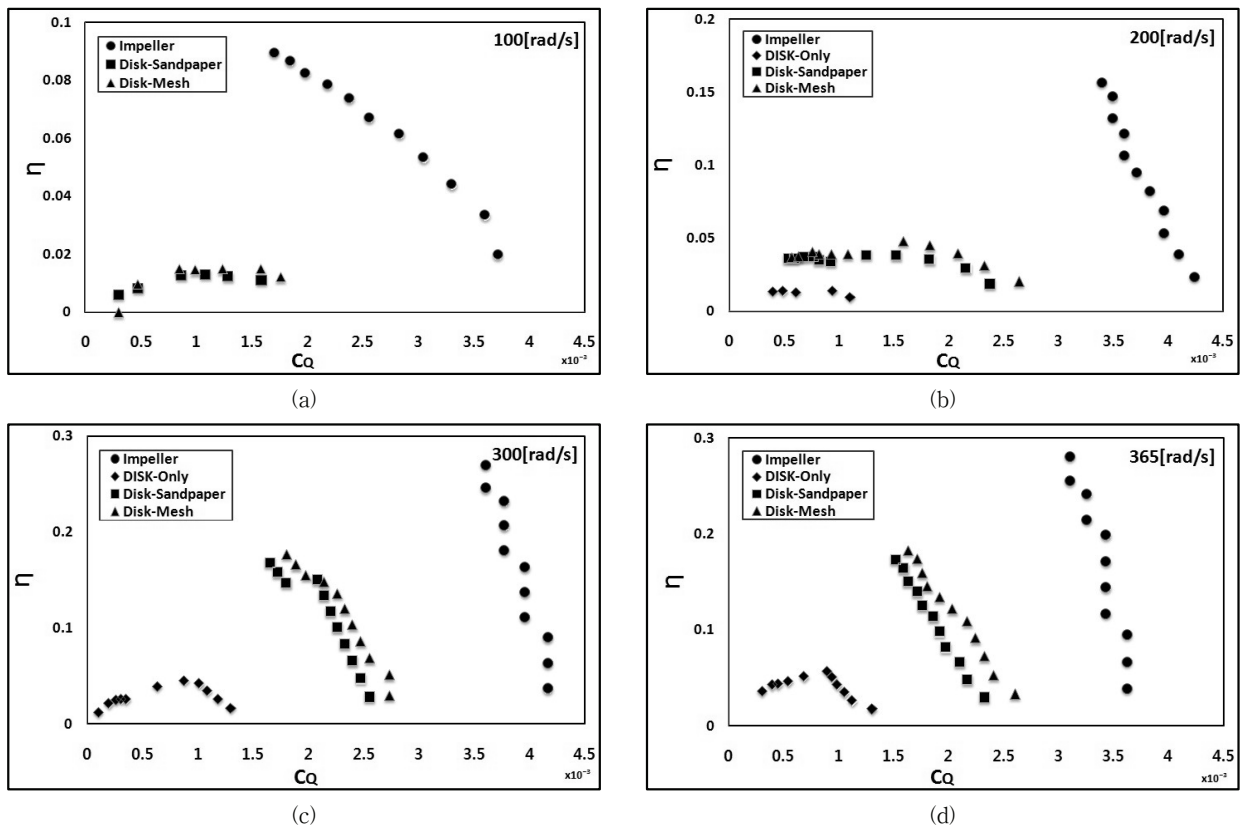 0.1
0.08
0.06
0.04
0.02
0
η
Impeller
Disk-Sandpaper
Disk-Mesh
100[rad/s]
0 0.5 1 1.5 2 2.5 3 3.5 4 4.5
CQ
x10⁻³
(a)
0.2
0.15
0.1
0.05
0
η
Impeller
DISK-Only
Disk-Sandpaper
Disk-Mesh
200[rad/s]
0 0.5 1 1.5 2 2.5 3 3.5 4 4.5
CQ
x10⁻³
(b)
0.3
0.2
0.1
0
η
Impeller
DISK-Only
Disk-Sandpaper
Disk-Mesh
300[rad/s]
0 0.5 1 1.5 2 2.5 3 3.5 4 4.5
CQ
x10⁻³
(c)
0.3
0.2
0.1
0
η
Impeller
DISK-Only
Disk-Sandpaper
Disk-Mesh
365[rad/s]
0 0.5 1 1.5 2 2.5 3 3.5 4 4.5
CQ
x10⁻³
(d)